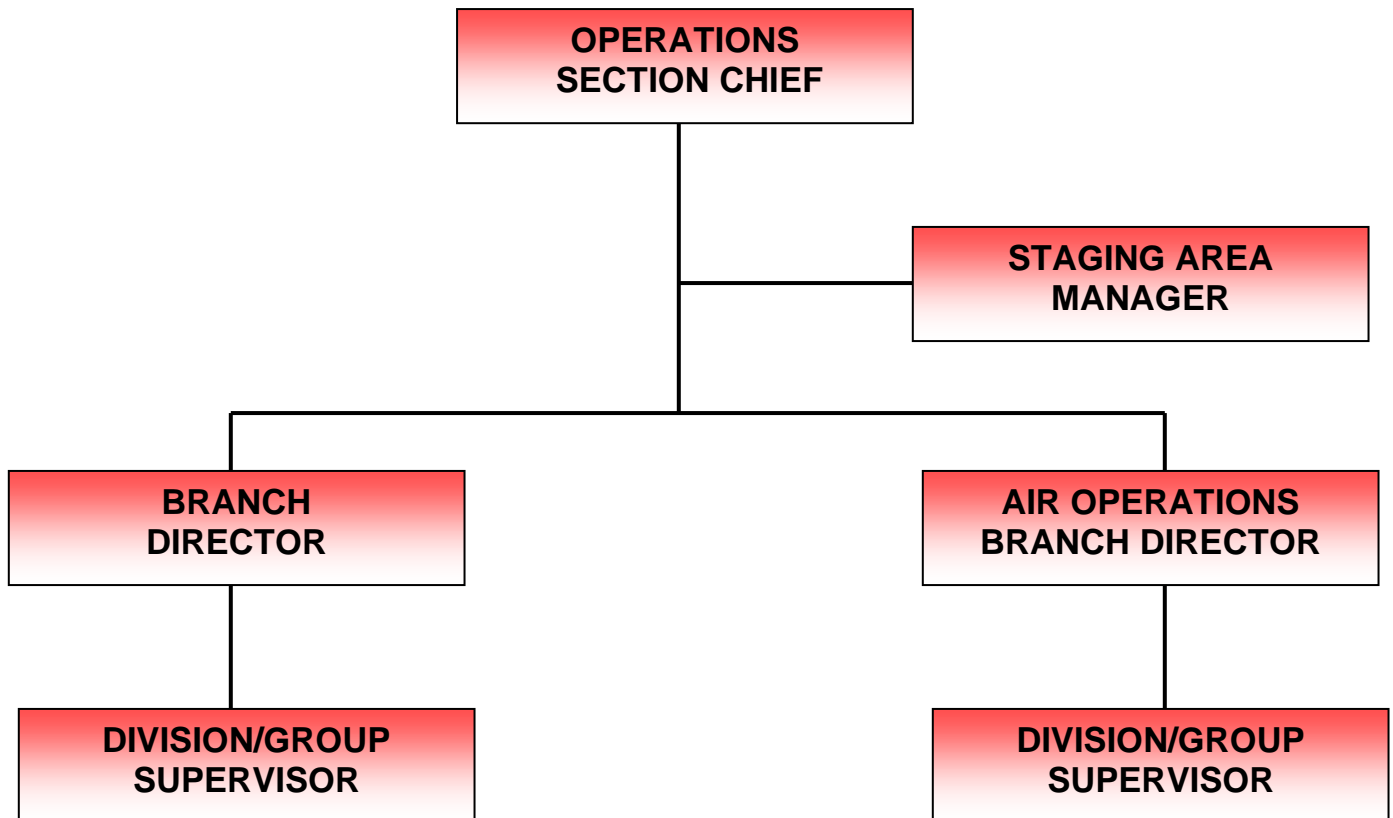 OPERATIONS
SECTION CHIEF
STAGING AREA
MANAGER
BRANCH
DIRECTOR
AIR OPERATIONS
BRANCH DIRECTOR
DIVISION/GROUP
SUPERVISOR
DIVISION/GROUP
SUPERVISOR